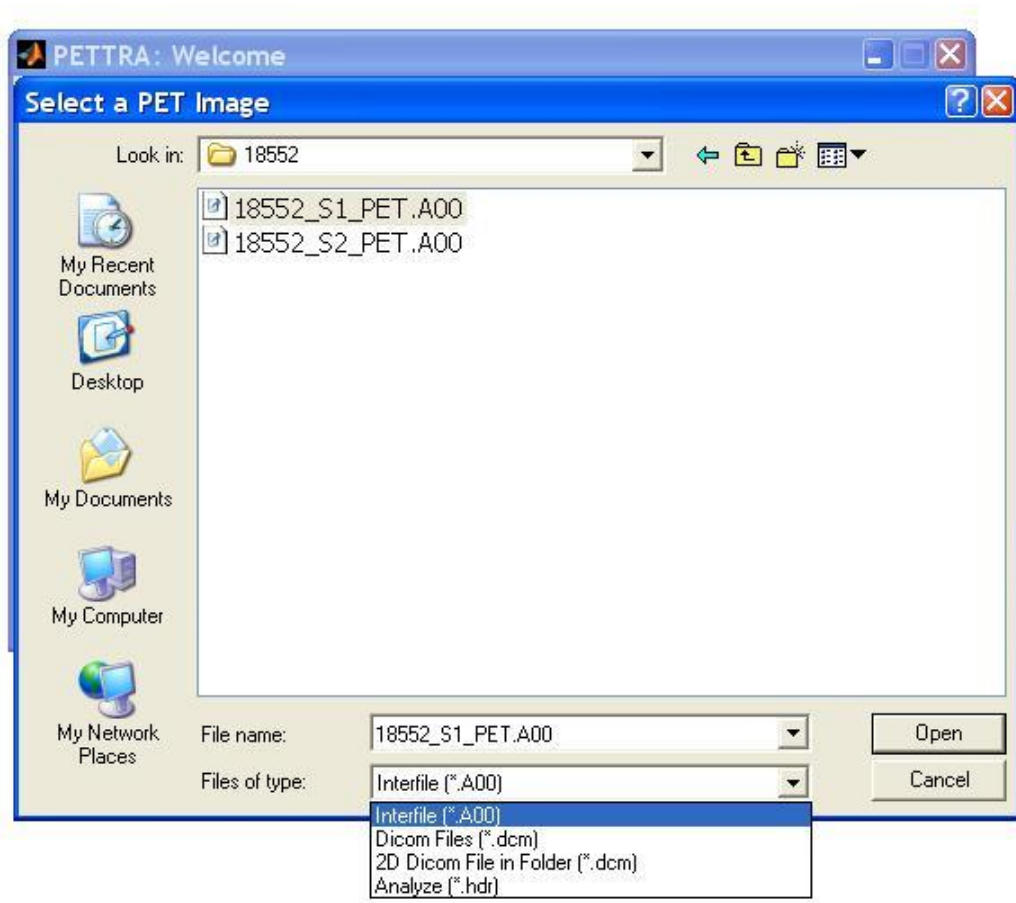 PETTRA: Welcome
Select a PET Image
Look in: 18552
18552_S1_PET.A00
18552_S2_PET.A00
My Recent
Documents
Desktop
My Documents
My Computer
My Network
Places
File name: 18552_S1_PET.A00 Open
Files of type: Interfile (*.A00) Cancel
Interfile (*.A00)
Dicom Files (*.dcm)
2D Dicom File in Folder (*.dcm)
Analyze (*.hdr)